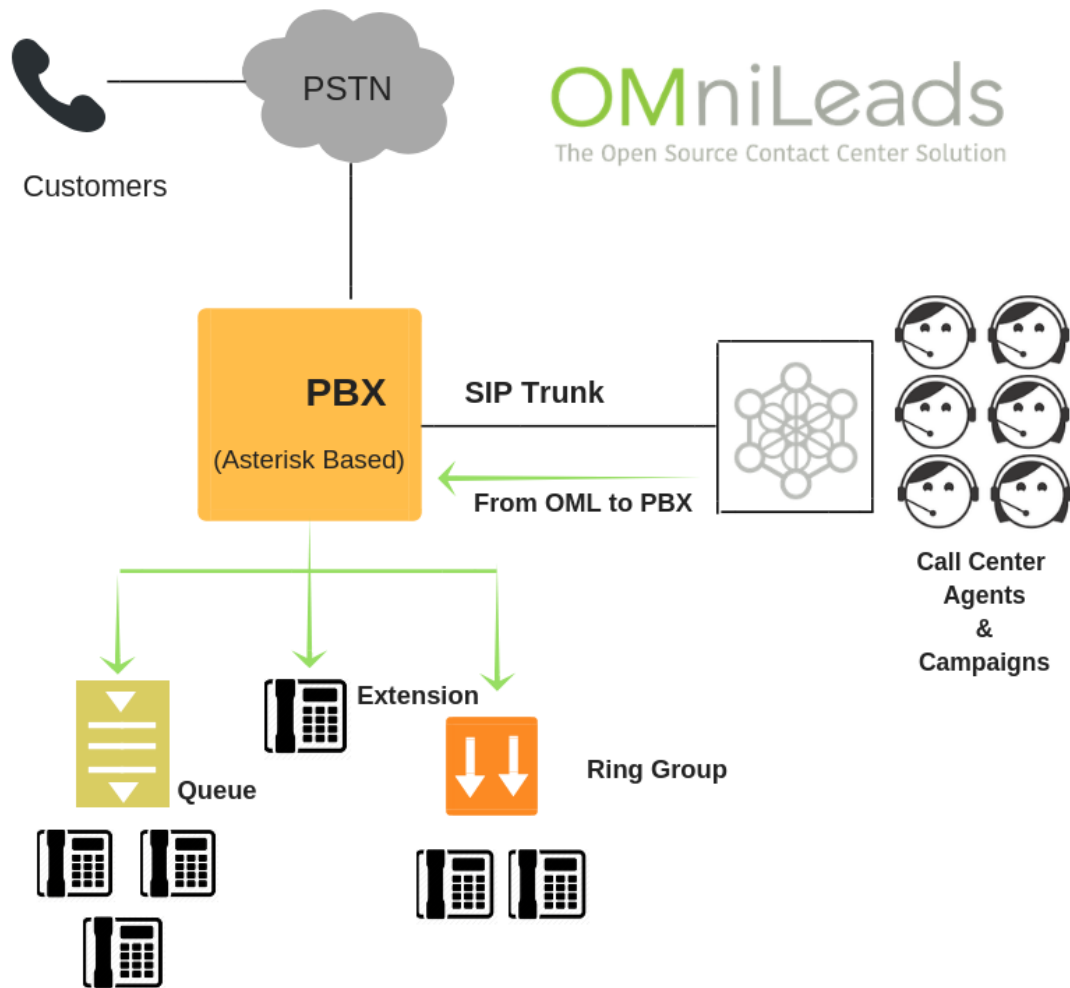 PSTN
OMniLeads
The Open Source Contact Center Solution
Customers
PBX
(Asterisk Based)
SIP Trunk
From OML to PBX
Call Center
Agents
&
Campaigns
Extension
Queue
Ring Group